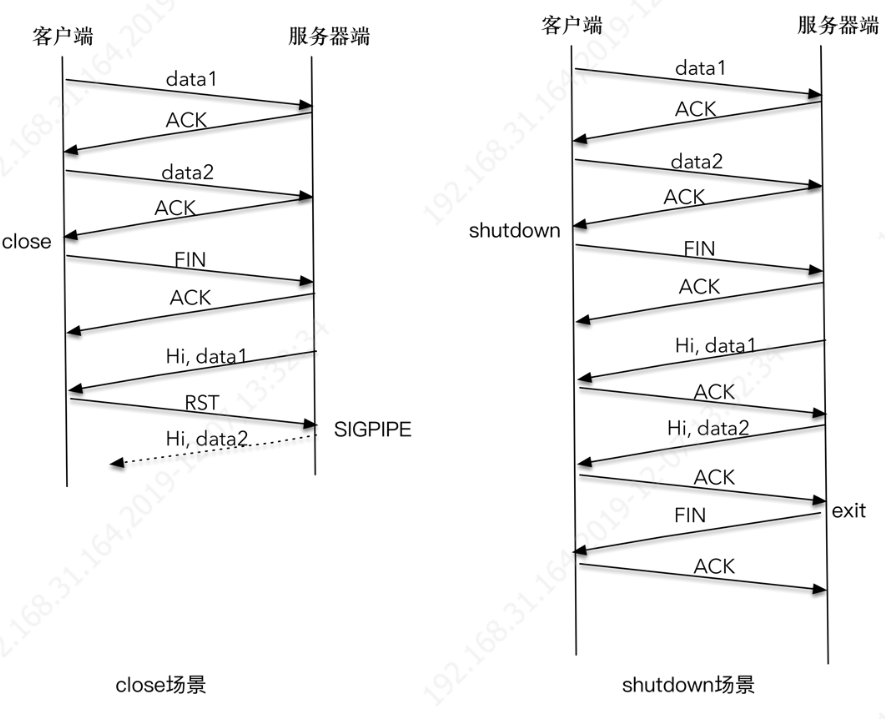 客户端
服务器端
data1
ACK
data2
ACK
close
FIN
ACK
Hi, data1
RST
SIGPIPE
Hi, data2
close场景
客户端
服务器端
data1
ACK
data2
ACK
shutdown
FIN
ACK
Hi, data1
ACK
Hi, data2
ACK
exit
FIN
ACK
shutdown场景